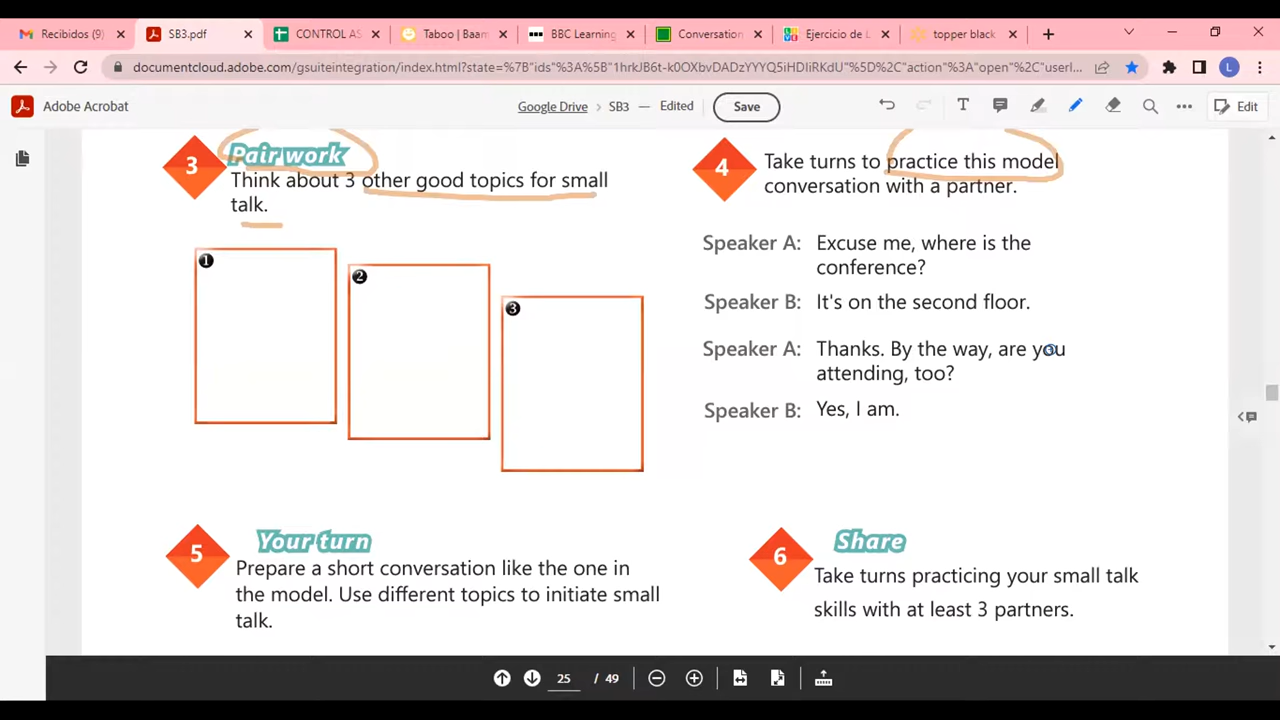 Recibidos (9)
SB3.pdf
CONTROL AS
Taboo | Baam
BBC Learning
Conversation
Ejercicio de L
topper black
documentcloud.adobe.com/gsuiteintegration/index.html?state=%7B"ids"%3A%5B"1hrkJB6t-k0OXbvDADzYYYQ5iHDIiRKdU"%5D%2C"action"%3A"open"%2C"userI...
L
Adobe Acrobat
Google Drive > SB3 — Edited
Save
Edit
3
Pair work
Think about 3 other good topics for small
talk.
1
2
3
4
Take turns to practice this model
conversation with a partner.
Speaker A: Excuse me, where is the
conference?
Speaker B: It's on the second floor.
Speaker A: Thanks. By the way, are you
attending, too?
Speaker B: Yes, I am.
5
Your turn
Prepare a short conversation like the one in
the model. Use different topics to initiate small
talk.
6
Share
Take turns practicing your small talk
skills with at least 3 partners.
25 / 49